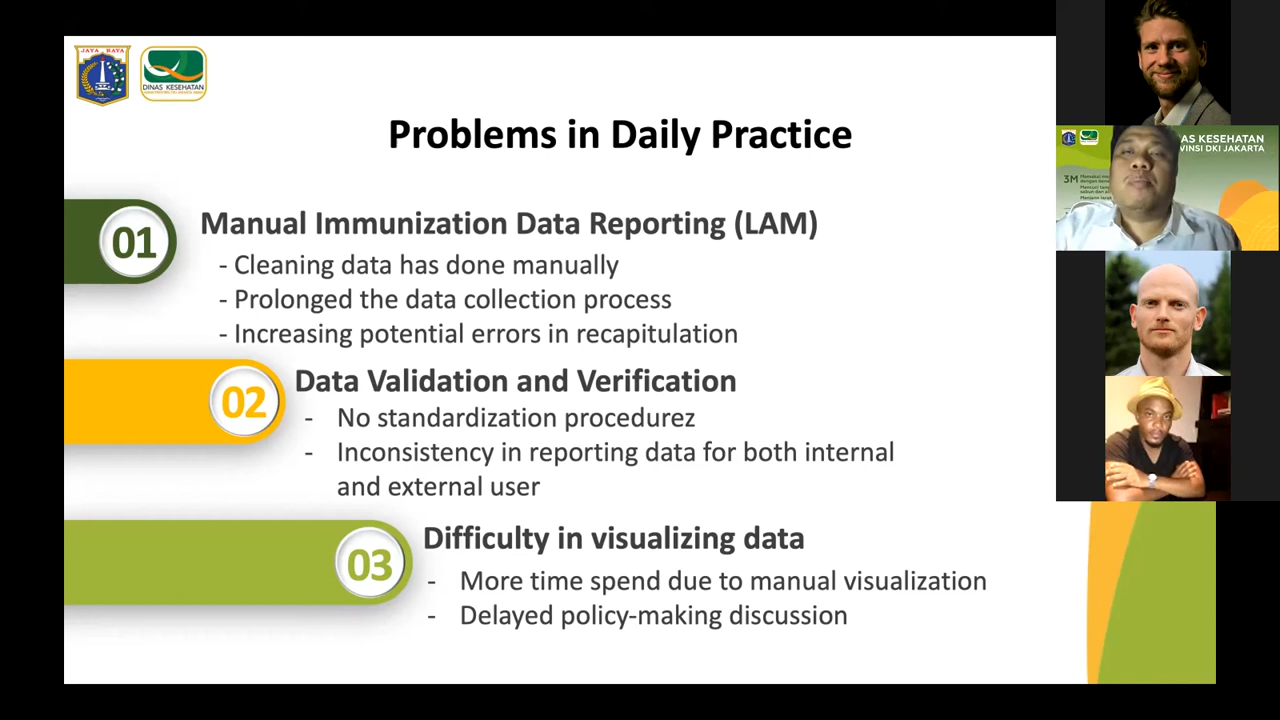 JAYA RAYA
DINAS KESEHATAN
Problems in Daily Practice
01
Manual Immunization Data Reporting (LAM)
- Cleaning data has done manually
- Prolonged the data collection process
- Increasing potential errors in recapitulation
02
Data Validation and Verification
- No standardization procedurez
- Inconsistency in reporting data for both internal
and external user
03
Difficulty in visualizing data
- More time spend due to manual visualization
- Delayed policy-making discussion
AS KESEHATAN
VINSI DKI JAKARTA
3M